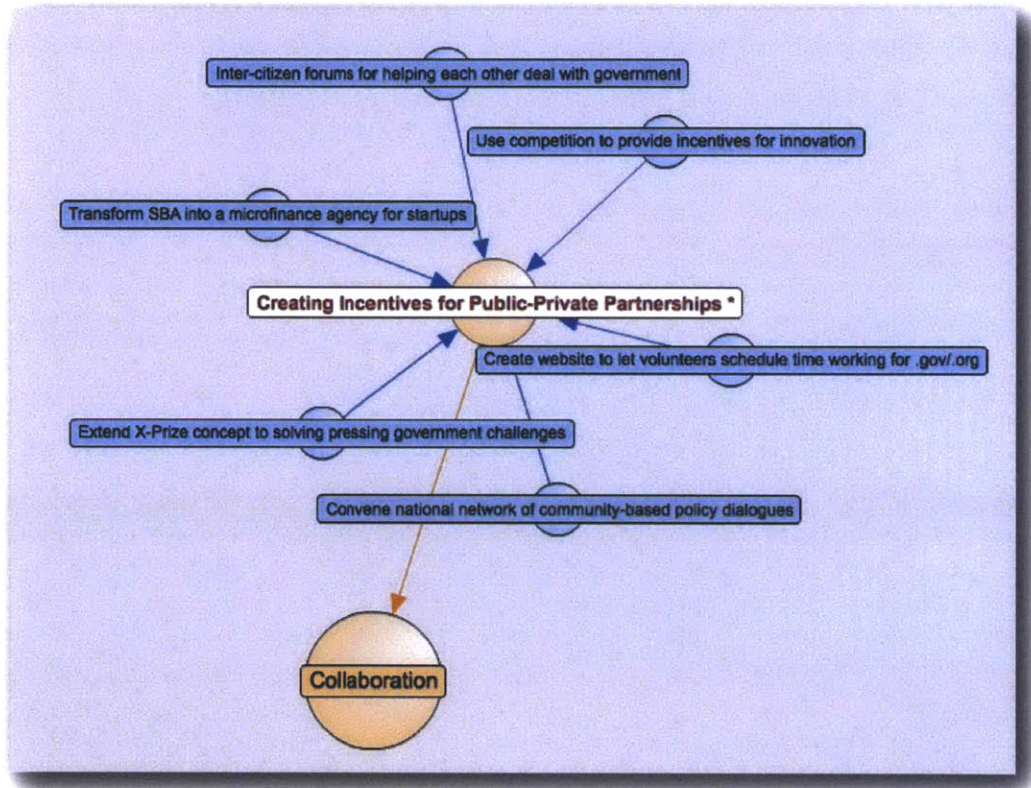 Inter-citizen forums for helping each other deal with government
Use competition to provide incentives for innovation
Transform SBA into a microfinance agency for startups
Creating Incentives for Public-Private Partnerships *
Create website to let volunteers schedule time working for .gov/.org
Extend X-Prize concept to solving pressing government challenges
Convene national network of community-based policy dialogues
Collaboration